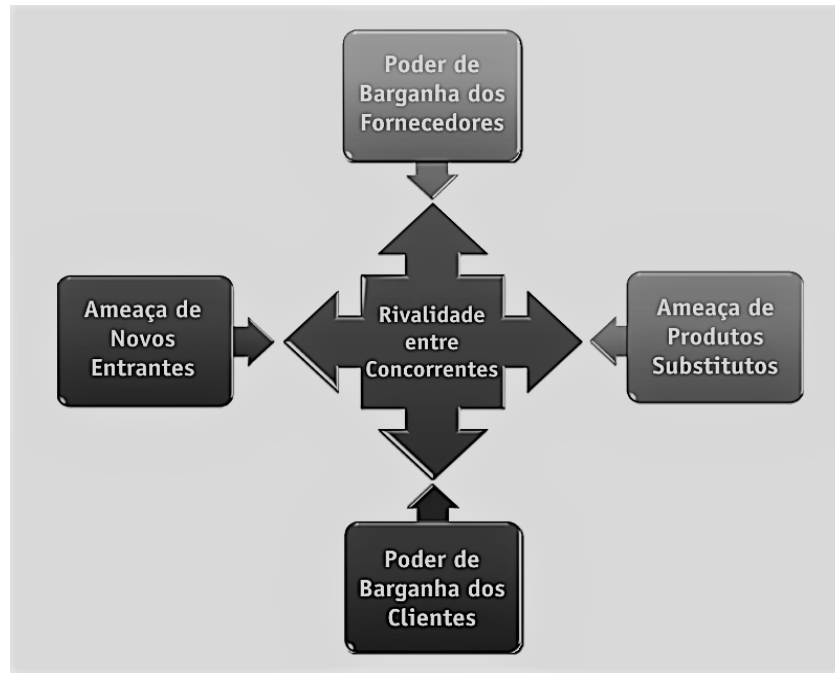 Poder de
Barganha dos
Fornecedores
Ameaça de
Novos
Entrantes
Rivalidade
entre
Concorrentes
Ameaça de
Produtos
Substitutos
Poder de
Barganha dos
Clientes